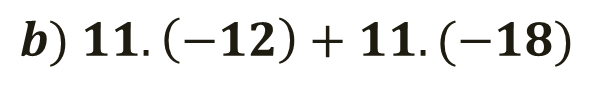 b) 11. (−12) + 11. (−18)